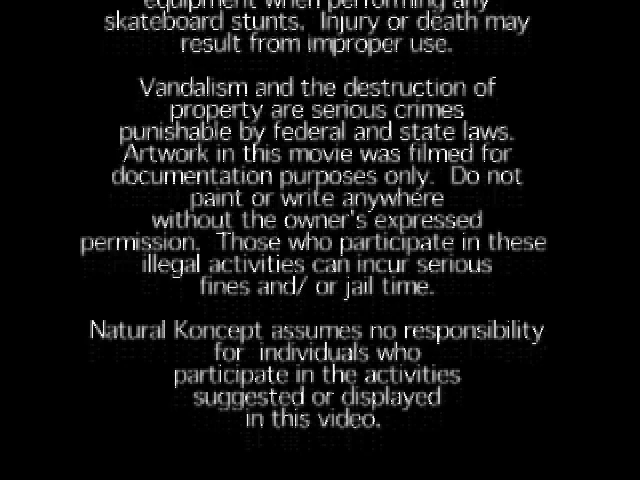 equipment when performing any
skateboard stunts.  Injury or death may
result from improper use.
Vandalism and the destruction of
property are serious crimes
punishable by federal and state laws.
Artwork in this movie was filmed for
documentation purposes only.  Do not
paint or write anywhere
without the owner's expressed
permission.  Those who participate in these
illegal activities can incur serious
fines and/ or jail time.
Natural Koncept assumes no responsibility
for  individuals who
participate in the activities
suggested or displayed
in this video.